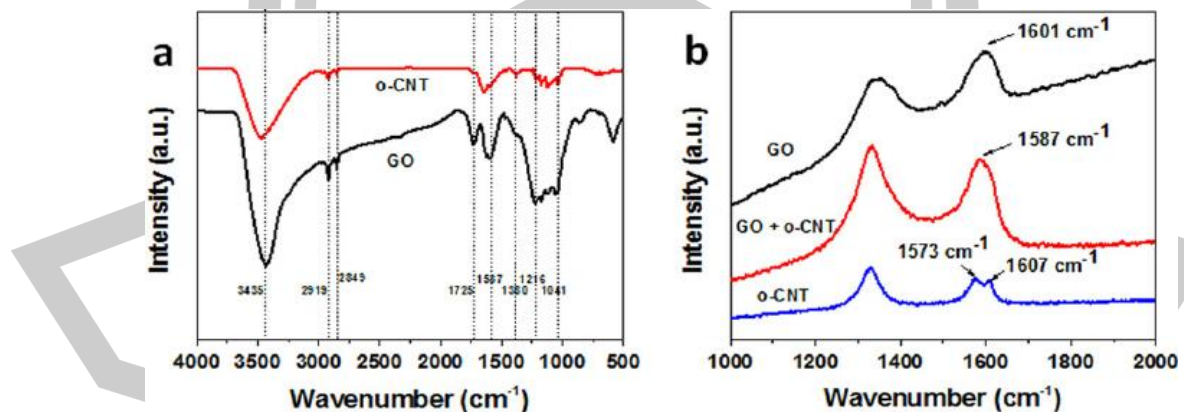 a
o-CNT
GO
3435
2919
2849
1725
1587
1380
1216
1041
4000 3500 3000 2500 2000 1500 1000 500
Wavenumber (cm-1)
Intensity (a.u.)
b
1601 cm-1
GO
1587 cm-1
GO + o-CNT
1573 cm-1
1607 cm-1
o-CNT
1000 1200 1400 1600 1800 2000
Wavenumber (cm-1)
Intensity (a.u.)